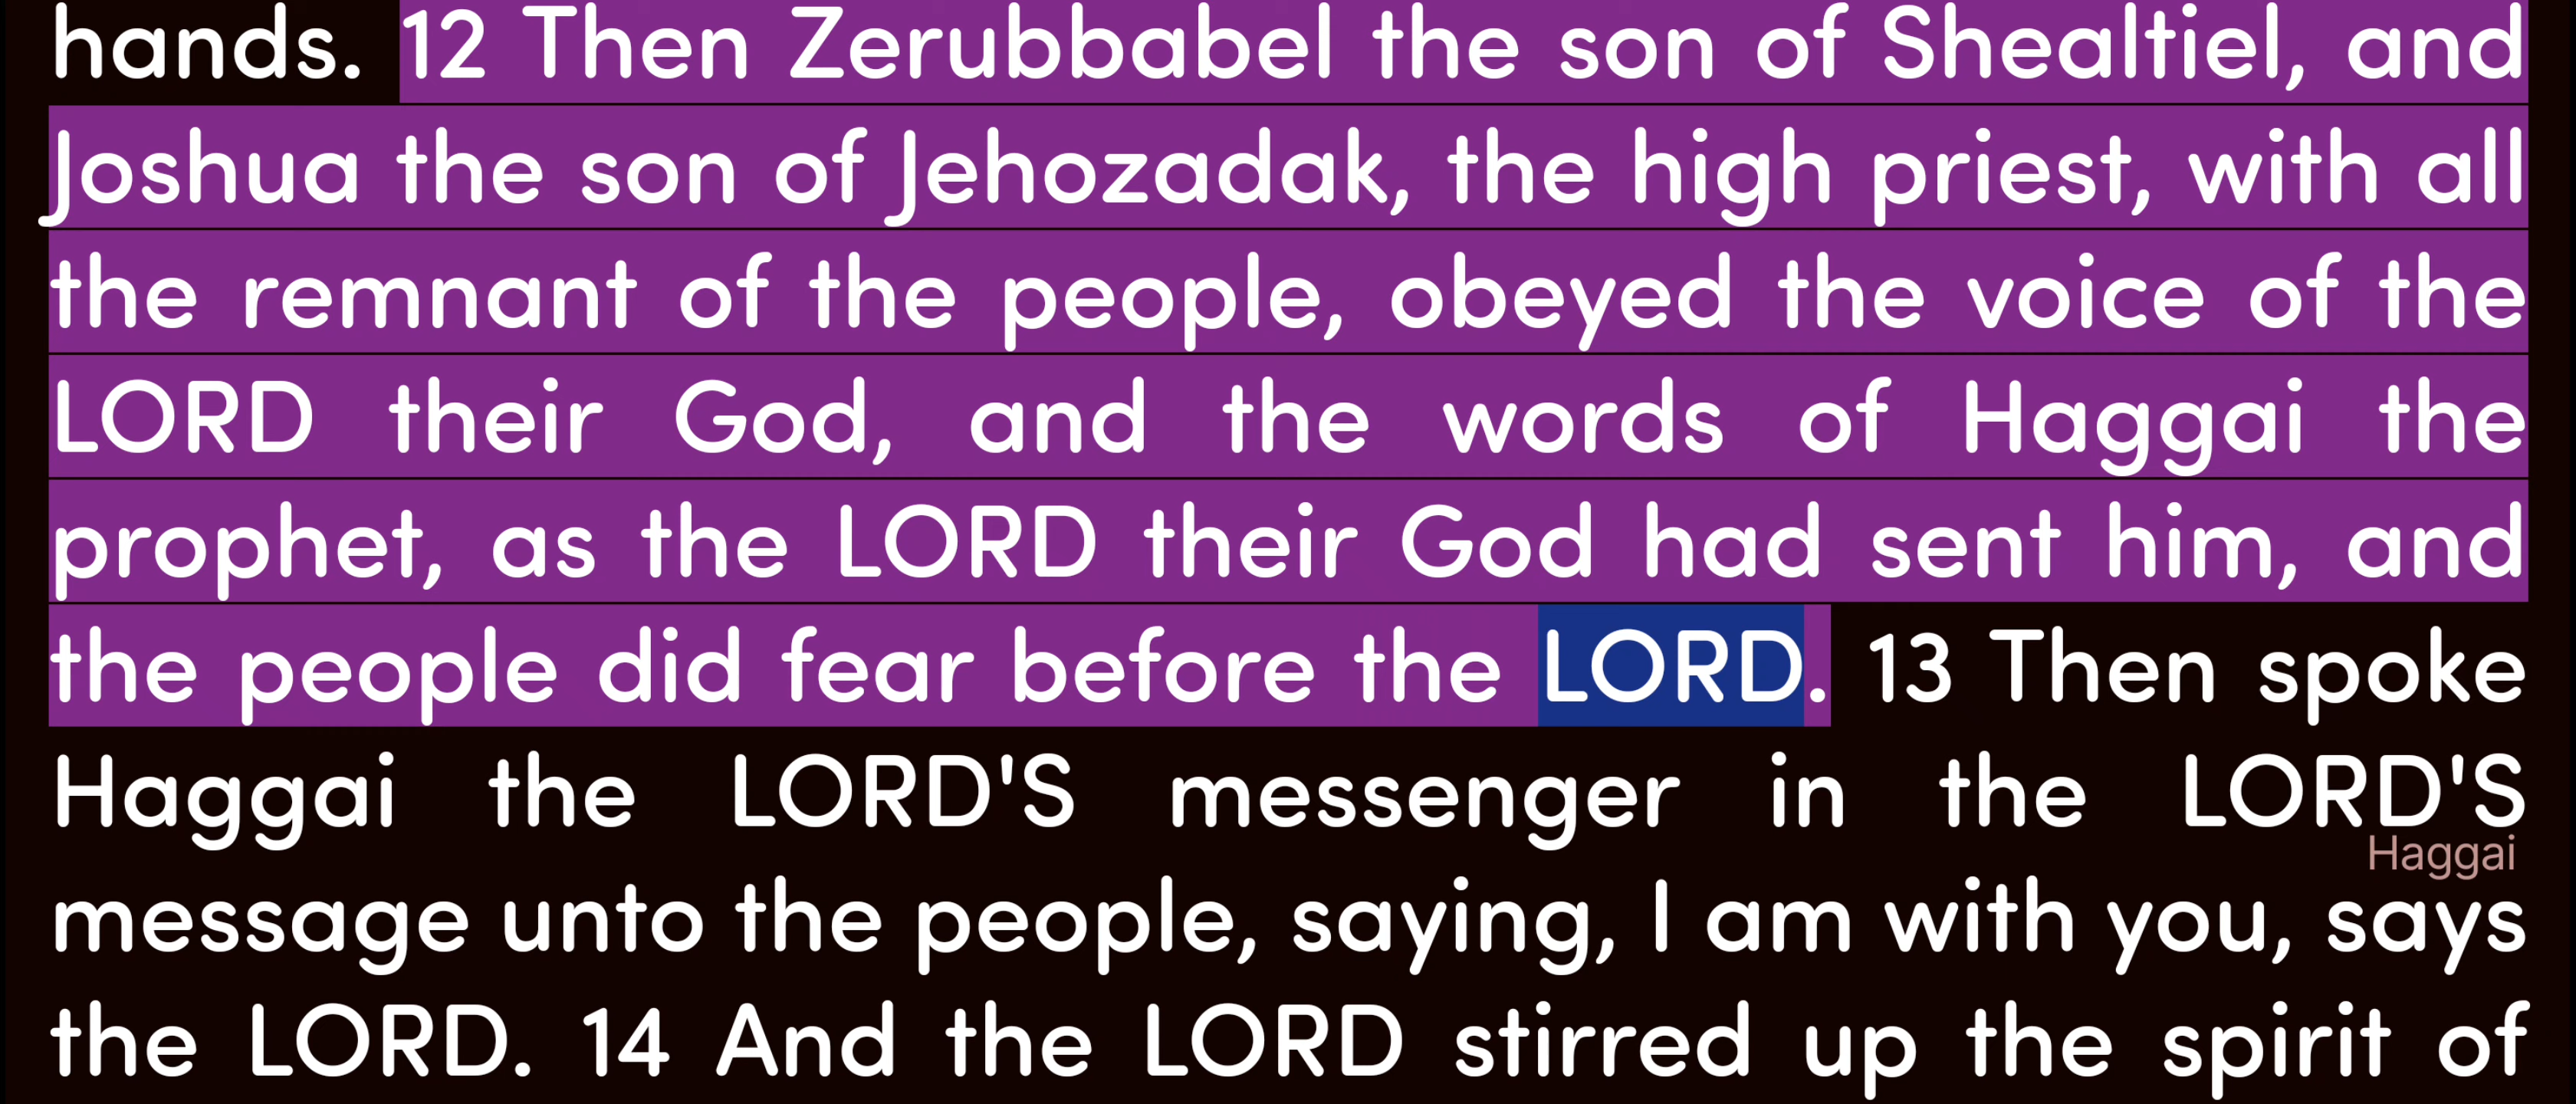 hands. 12 Then Zerubbabel the son of Shealtiel, and
Joshua the son of Jehozadak, the high priest, with all
the remnant of the people, obeyed the voice of the
LORD their God, and the words of Haggai the
prophet, as the LORD their God had sent him, and
the people did fear before the LORD. 13 Then spoke
Haggai the LORD'S messenger in the LORD'S
Haggai
message unto the people, saying, I am with you, says
the LORD. 14 And the LORD stirred up the spirit of